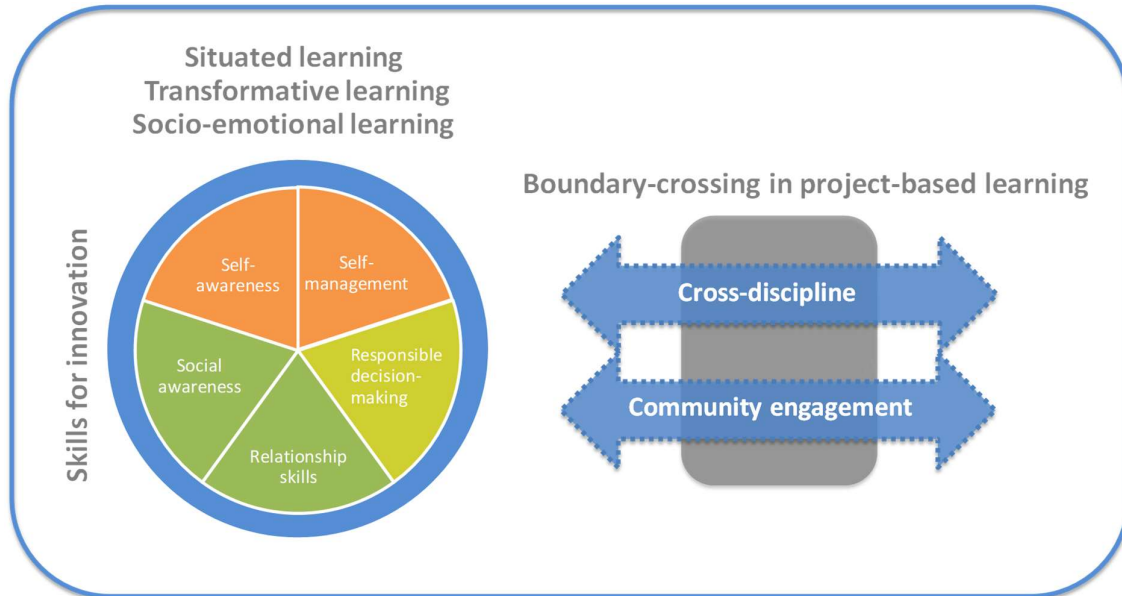 Situated learning
Transformative learning
Socio-emotional learning
Skills for innovation
Self-
awareness
Self-
management
Social
awareness
Responsible
decision-
making
Relationship
skills
Boundary-crossing in project-based learning
Cross-discipline
Community engagement